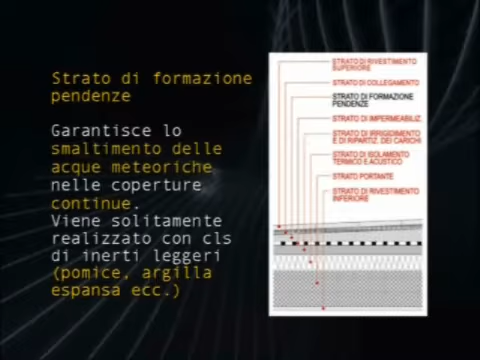 Strato di formazione
pendenze
Garantisce lo
smaltimento delle
acque meteoriche
nelle coperture
continue.
Viene solitamente
realizzato con cls
di inerti leggeri
(pomice, argilla
espansa ecc.)
STRATO DI RIVESTIMENTO
SUPERIORE
STRATO DI COLLEGAMENTO
STRATO DI FORMAZIONE
PENDENZE
STRATO DI IMPERMEABILIZ.
STRATO DI IRRIGIDIMENTO
E DI RIPARTIZ. DEI CARICHI
STRATO DI ISOLAMENTO
TERMICO E ACUSTICO
STRATO PORTANTE
STRATO DI RIVESTIMENTO
INFERIORE